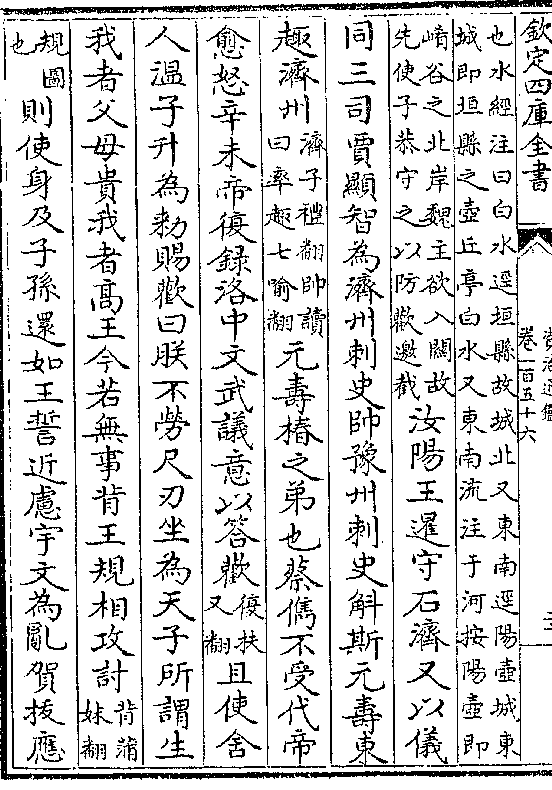 欽定四庫全書
資治通鑑
卷一百五十六
也水經注曰白水逕垣縣故城北又東南逕陽壺城東
城即垣縣之壺丘亭白水又東南流注于河按陽壺即
崤谷之北岸魏主欲入關故
先使子恭守之以防歡邀截
汝陽王暹守石濟又以儀
同三司賈顯智為濟州刺史帥豫州刺史斛斯元壽東
趣濟州
濟子禮翻帥讀
曰率趣七喻翻
元壽椿之弟也蔡儁不受代帝
愈怒辛未帝復録洛中文武議意以答歡
復扶
又翻
且使舍
人溫子升為敕賜歡曰朕不勞尺刃坐為天子所謂生
我者父母貴我者高王今若無事背王規相攻討
背蒲
妹翻
規圖
也
則使身及子孫還如王誓近慮宇文為亂賀拔應